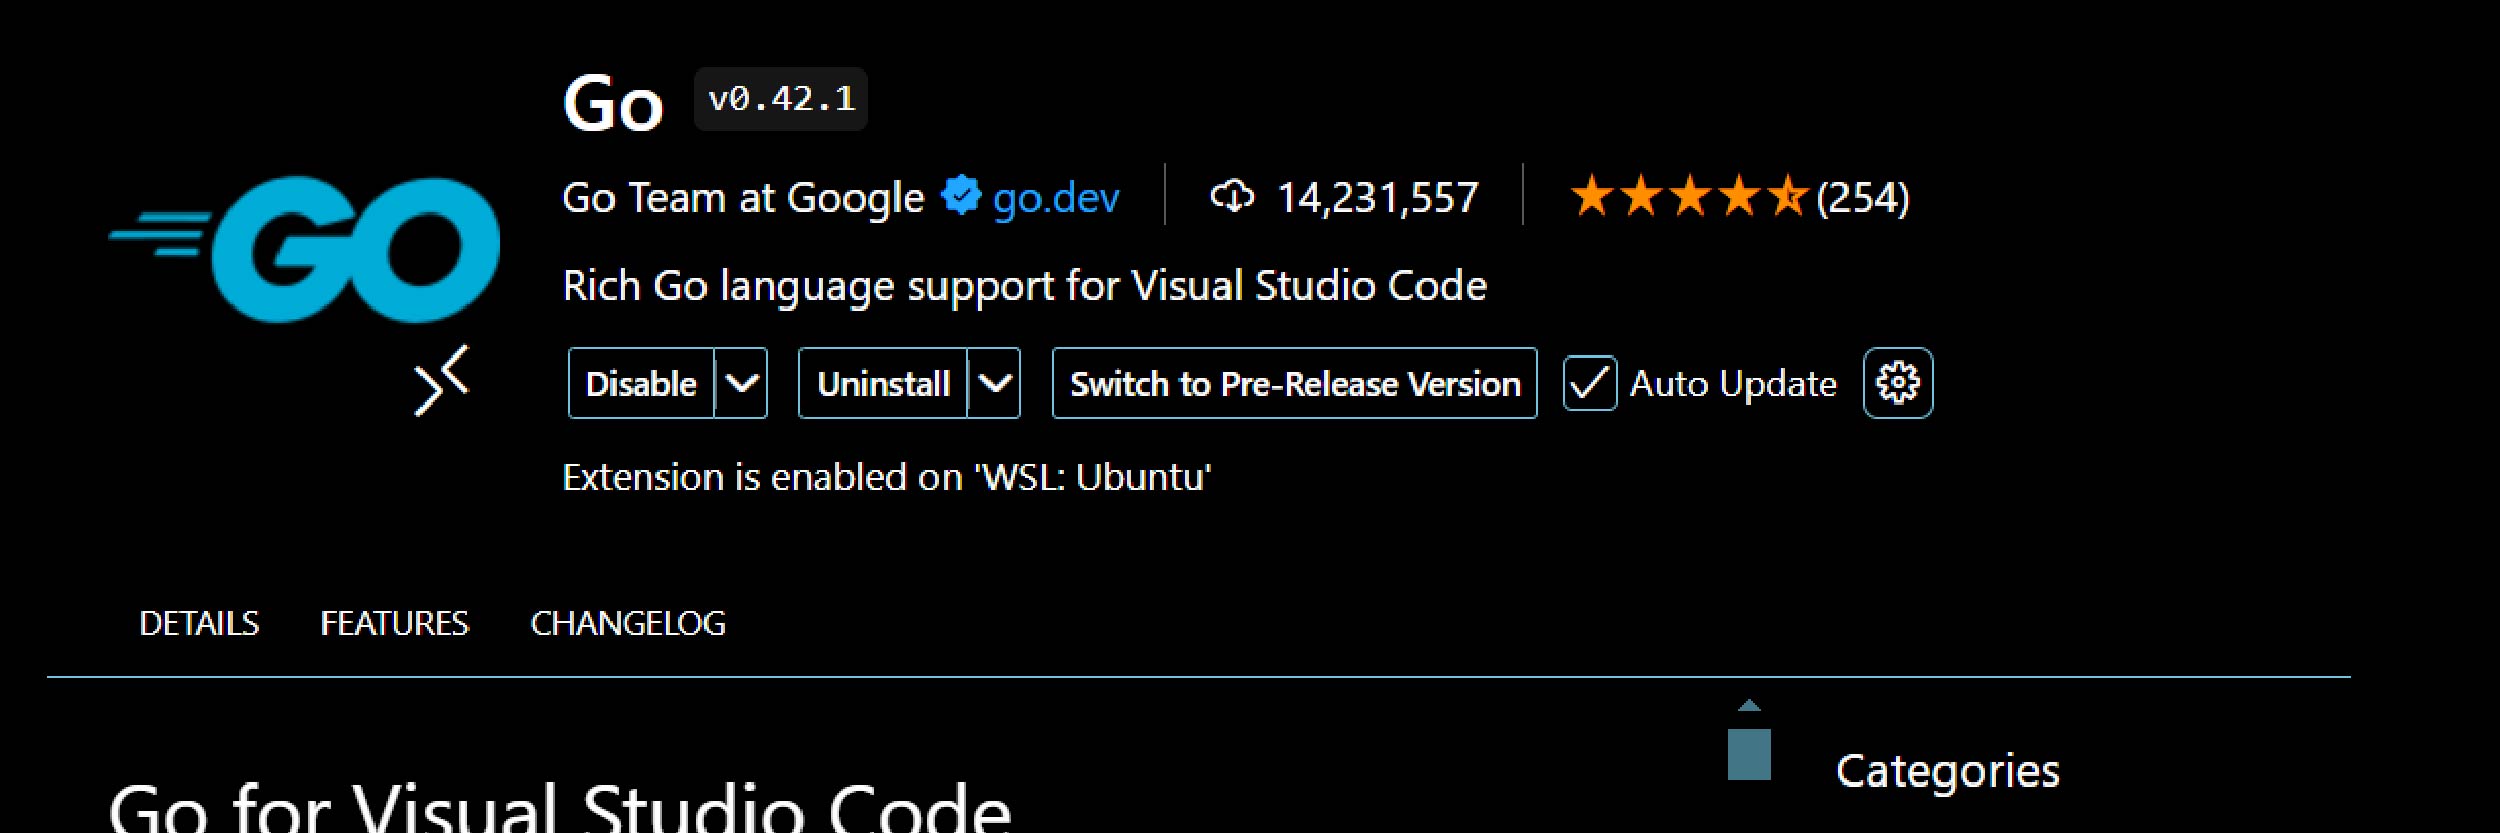 Go v0.42.1
GO
Go Team at Google go.dev 14,231,557 (254)
Rich Go language support for Visual Studio Code
Disable Uninstall Switch to Pre-Release Version Auto Update
Extension is enabled on 'WSL: Ubuntu'
DETAILS FEATURES CHANGELOG
Go for Visual Studio Code
Categories